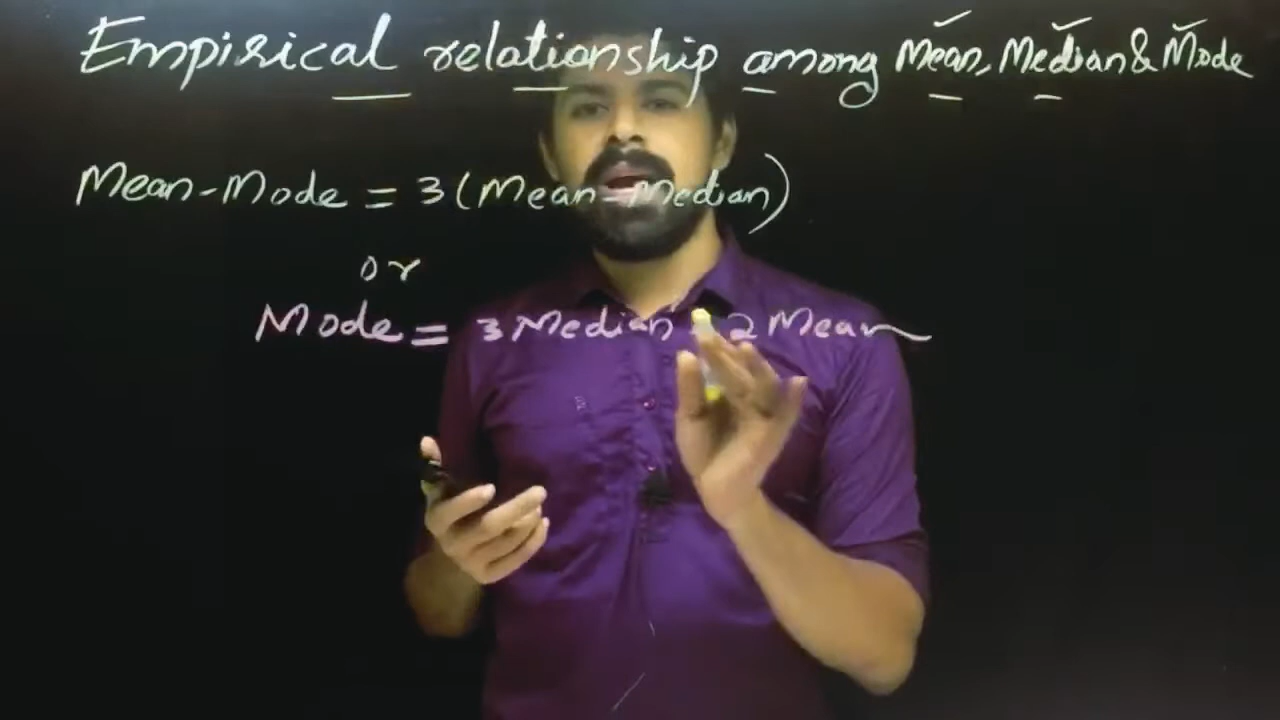 Empirical relationship among Mean, Median & Mode
Mean - Mode = 3 (Mean - Median)
or
Mode = 3 Median - 2 Mean